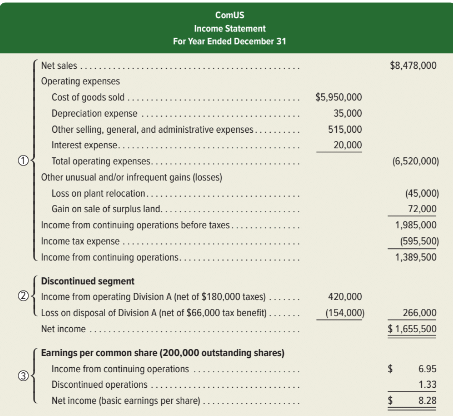 ComUS
Income Statement
For Year Ended December 31
Net sales ........ $8,478,000
Operating expenses
Cost of goods sold ........ $5,950,000
Depreciation expense ........ 35,000
Other selling, general, and administrative expenses ........ 515,000
Interest expense ........ 20,000
① Total operating expenses ........ (6,520,000)
Other unusual and/or infrequent gains (losses)
Loss on plant relocation ........ (45,000)
Gain on sale of surplus land ........ 72,000
Income from continuing operations before taxes ........ 1,985,000
Income tax expense ........ (595,500)
Income from continuing operations ........ 1,389,500
Discontinued segment
② Income from operating Division A (net of $180,000 taxes) ....... 420,000
Loss on disposal of Division A (net of $66,000 tax benefit) ....... (154,000) 266,000
Net income ........ $ 1,655,500
Earnings per common share (200,000 outstanding shares)
Income from continuing operations ........ $ 6.95
③ Discontinued operations ........ 1.33
Net income (basic earnings per share) ........ $ 8.28